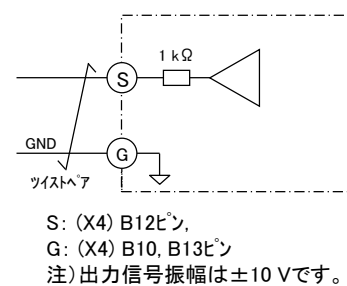 1 kΩ
S
GND
G
ﾂｲｽﾄﾍﾟｱ
S: (X4) B12ﾋﾟﾝ,
G: (X4) B10, B13ﾋﾟﾝ
注)出力信号振幅は±10 Vです。